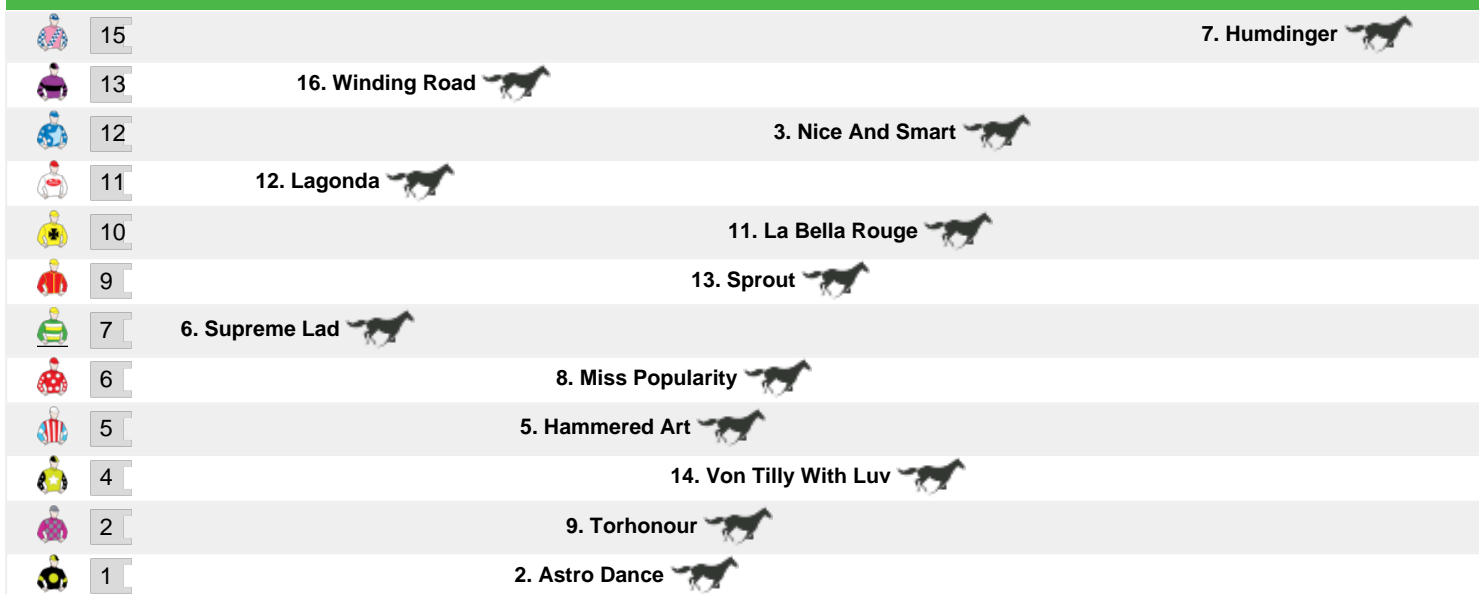 15 7. Humdinger
13 16. Winding Road
12 3. Nice And Smart
11 12. Lagonda
10 11. La Bella Rouge
9 13. Sprout
7 6. Supreme Lad
6 8. Miss Popularity
5 5. Hammered Art
4 14. Von Tilly With Luv
2 9. Torhonour
1 2. Astro Dance